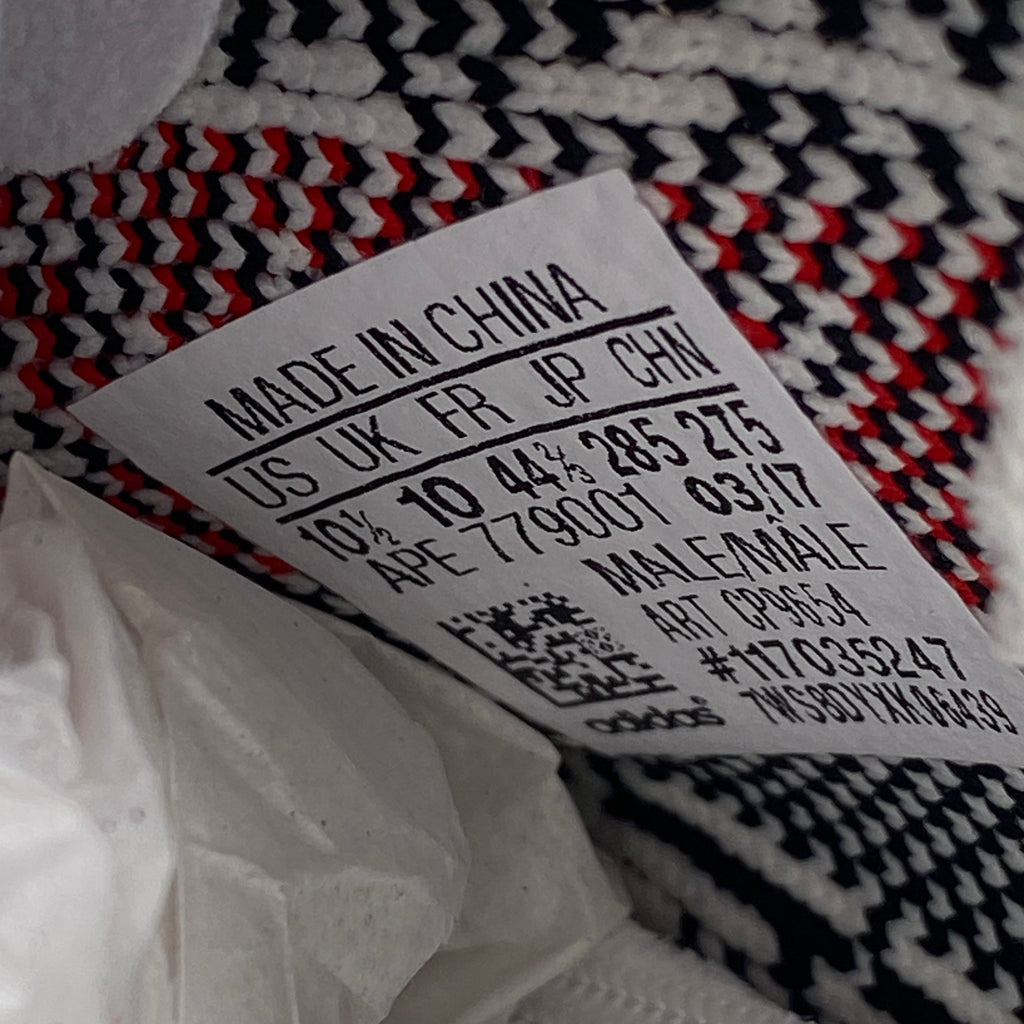 MADE IN CHINA
US UK FR JP CHN
10½ 10 44⅔ 285 275
APE 779001 03/17
MALE/MÂLE
ART CP9654
#117035247
7WS8DYXK06439
adidas®